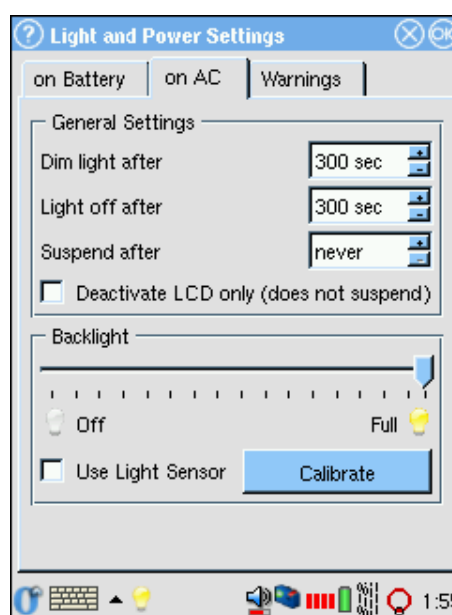 ? Light and Power Settings X OK
on Battery on AC Warnings
General Settings
Dim light after 300 sec
Light off after 300 sec
Suspend after never
Deactivate LCD only (does not suspend)
Backlight
Off Full
Use Light Sensor Calibrate